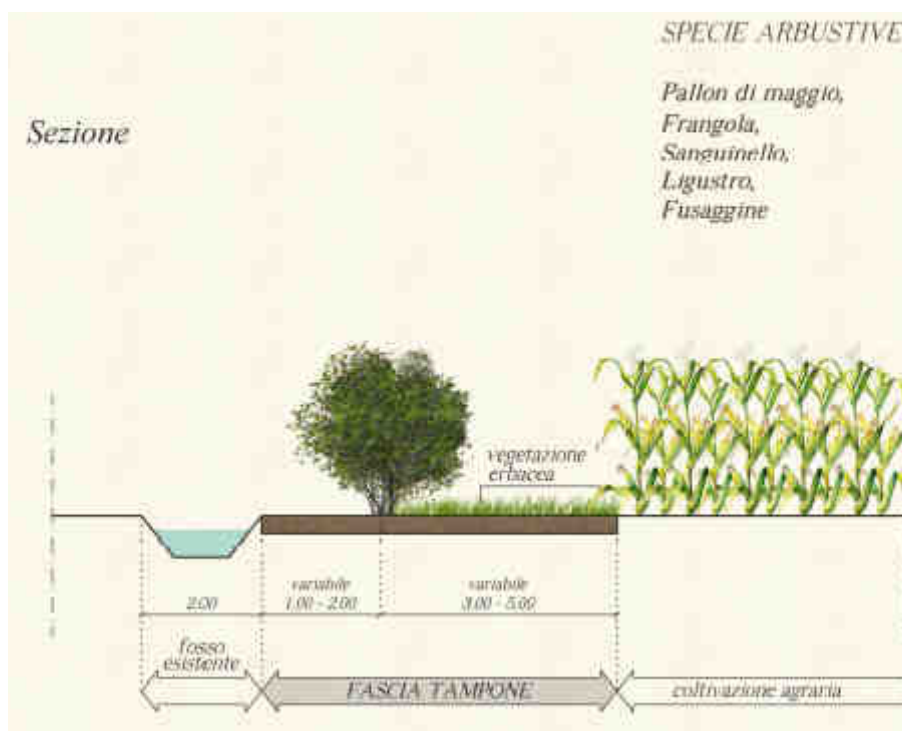 SPECIE ARBUSTIVE
Sezione
Pallon di maggio,
Frangola,
Sanguinello,
Ligustro,
Fusaggine
vegetazione
erbacea
2.00
variabile
1.00 - 2.00
variabile
3.00 - 5.00
fosso
esistente
FASCIA TAMPONE
coltivazione agraria